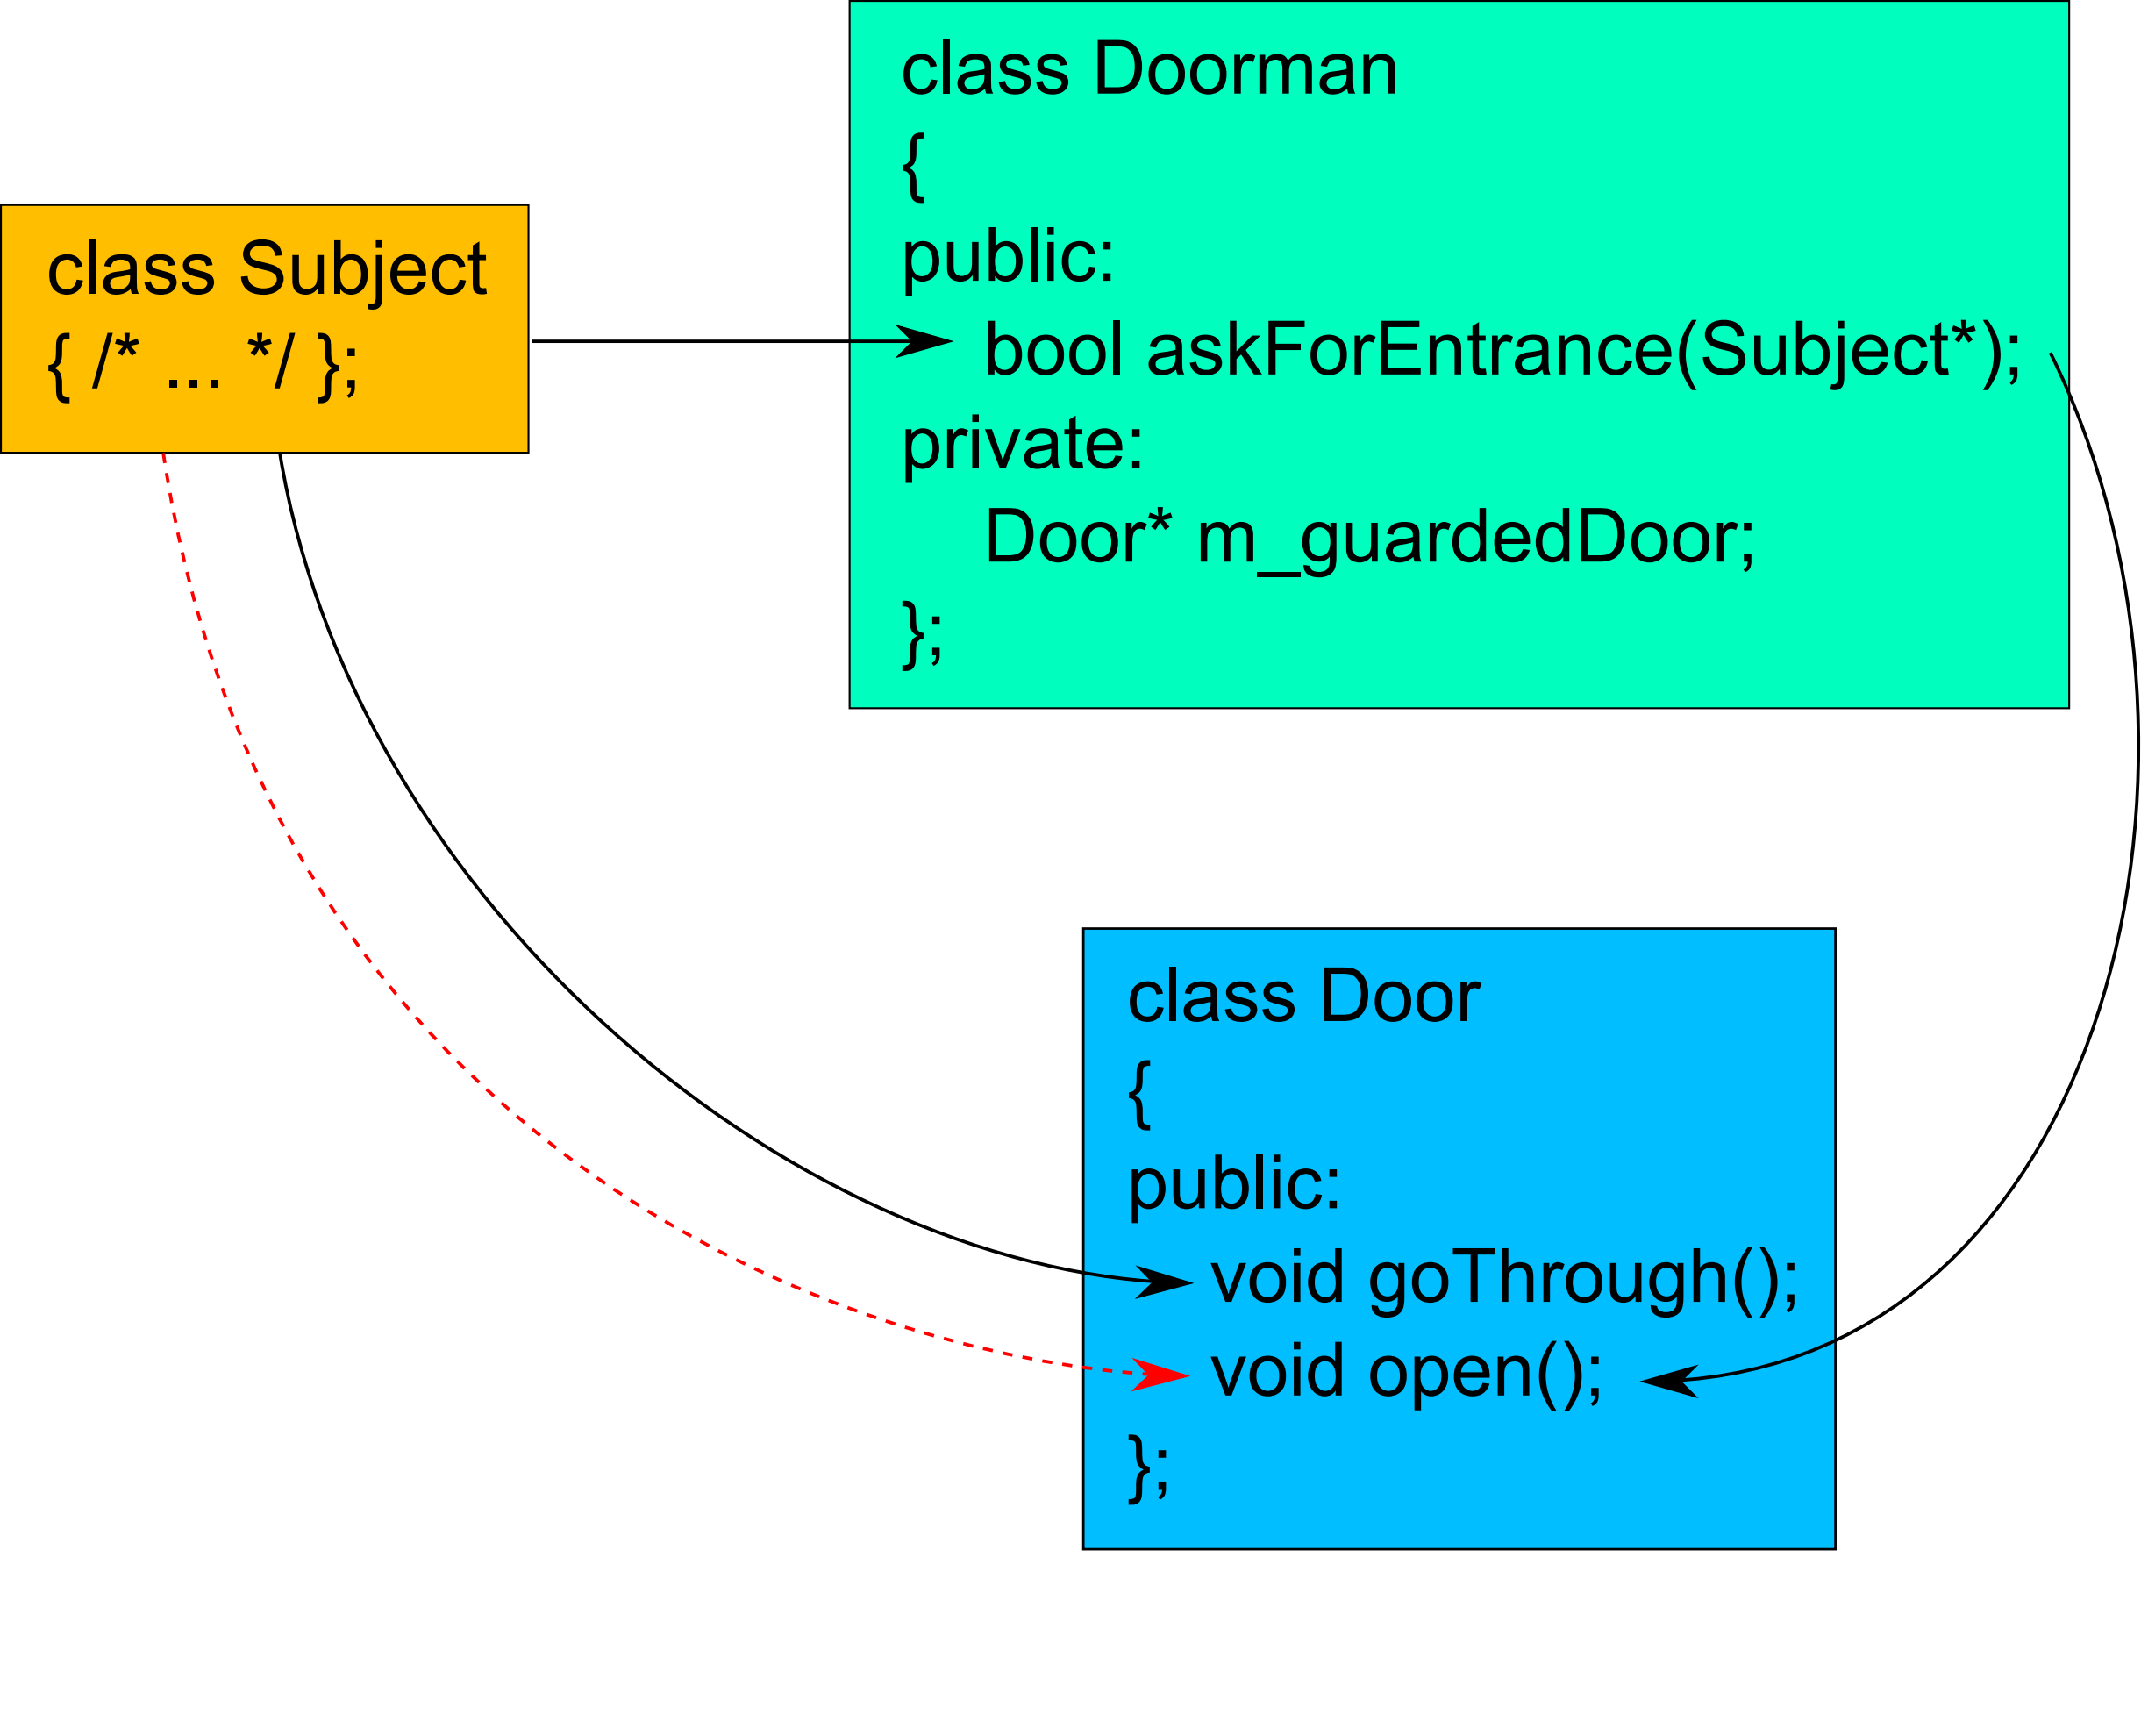 class Subject
{ /* ... */ };
class Doorman
{
public:
bool askForEntrance(Subject*);
private:
Door* m_guardedDoor;
};
class Door
{
public:
void goThrough();
void open();
};